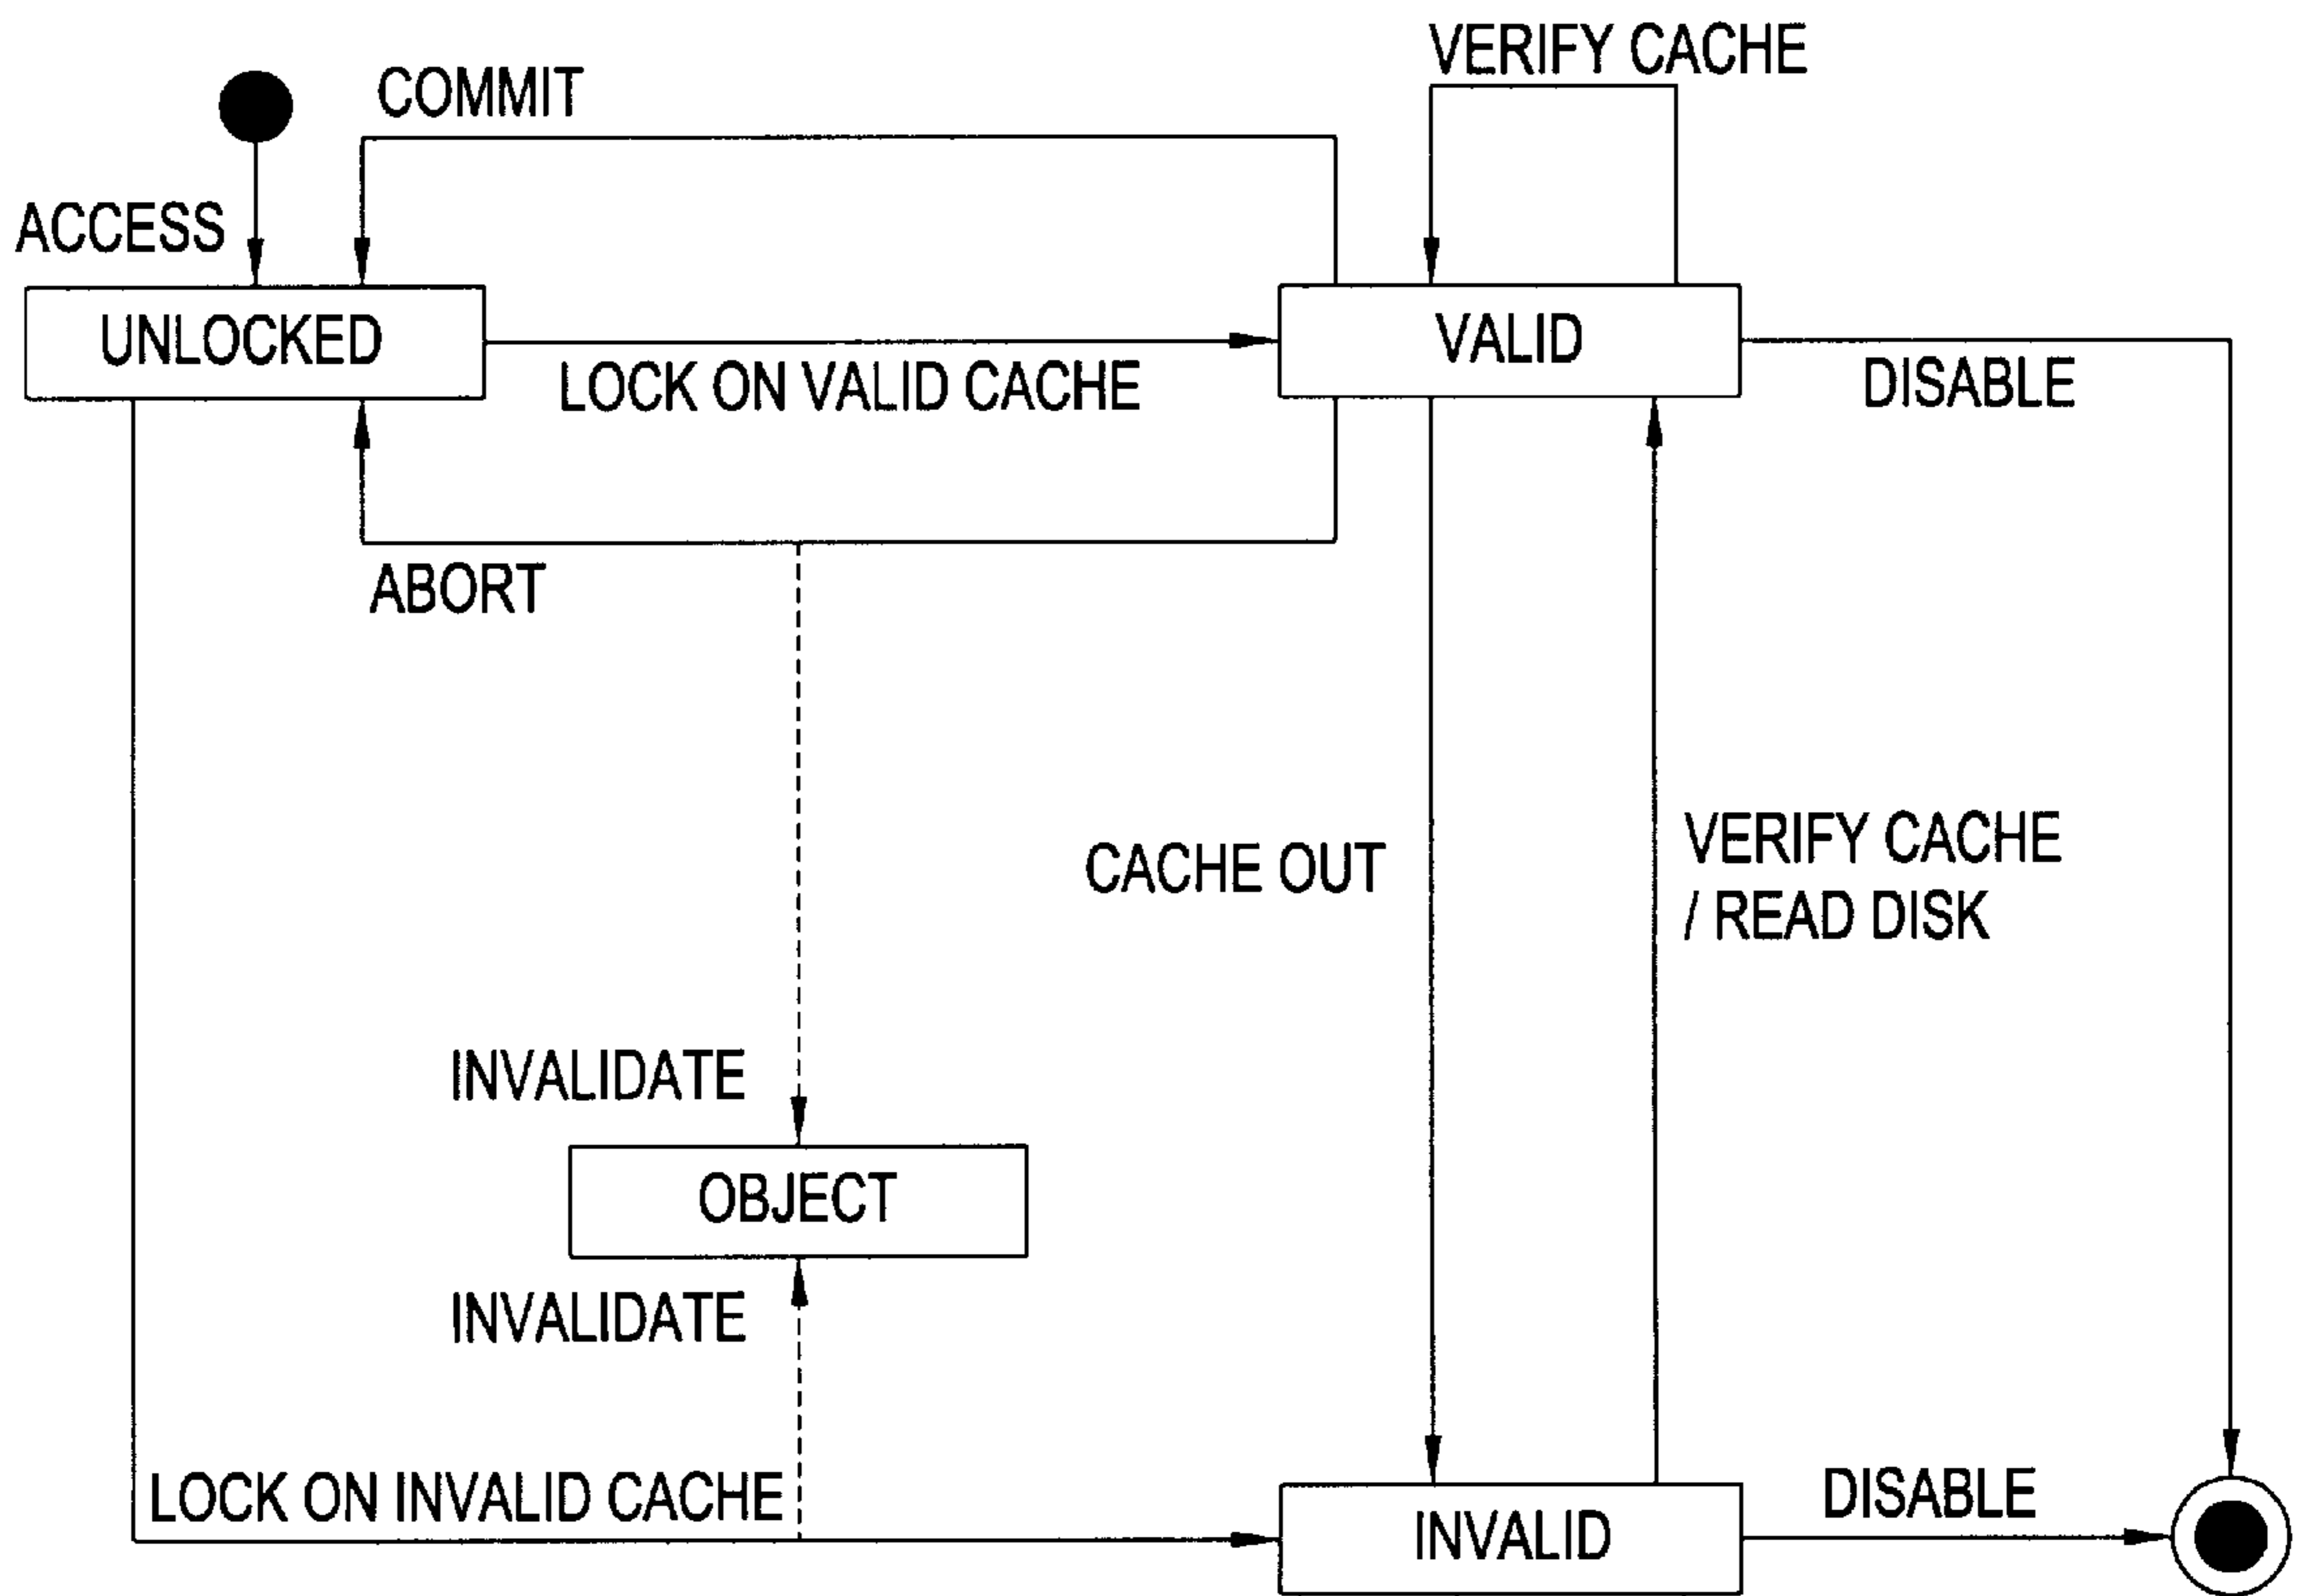 VERIFY CACHE
COMMIT
ACCESS
UNLOCKED
VALID
LOCK ON VALID CACHE
DISABLE
ABORT
CACHE OUT
VERIFY CACHE
/ READ DISK
INVALIDATE
OBJECT
INVALIDATE
LOCK ON INVALID CACHE
INVALID
DISABLE